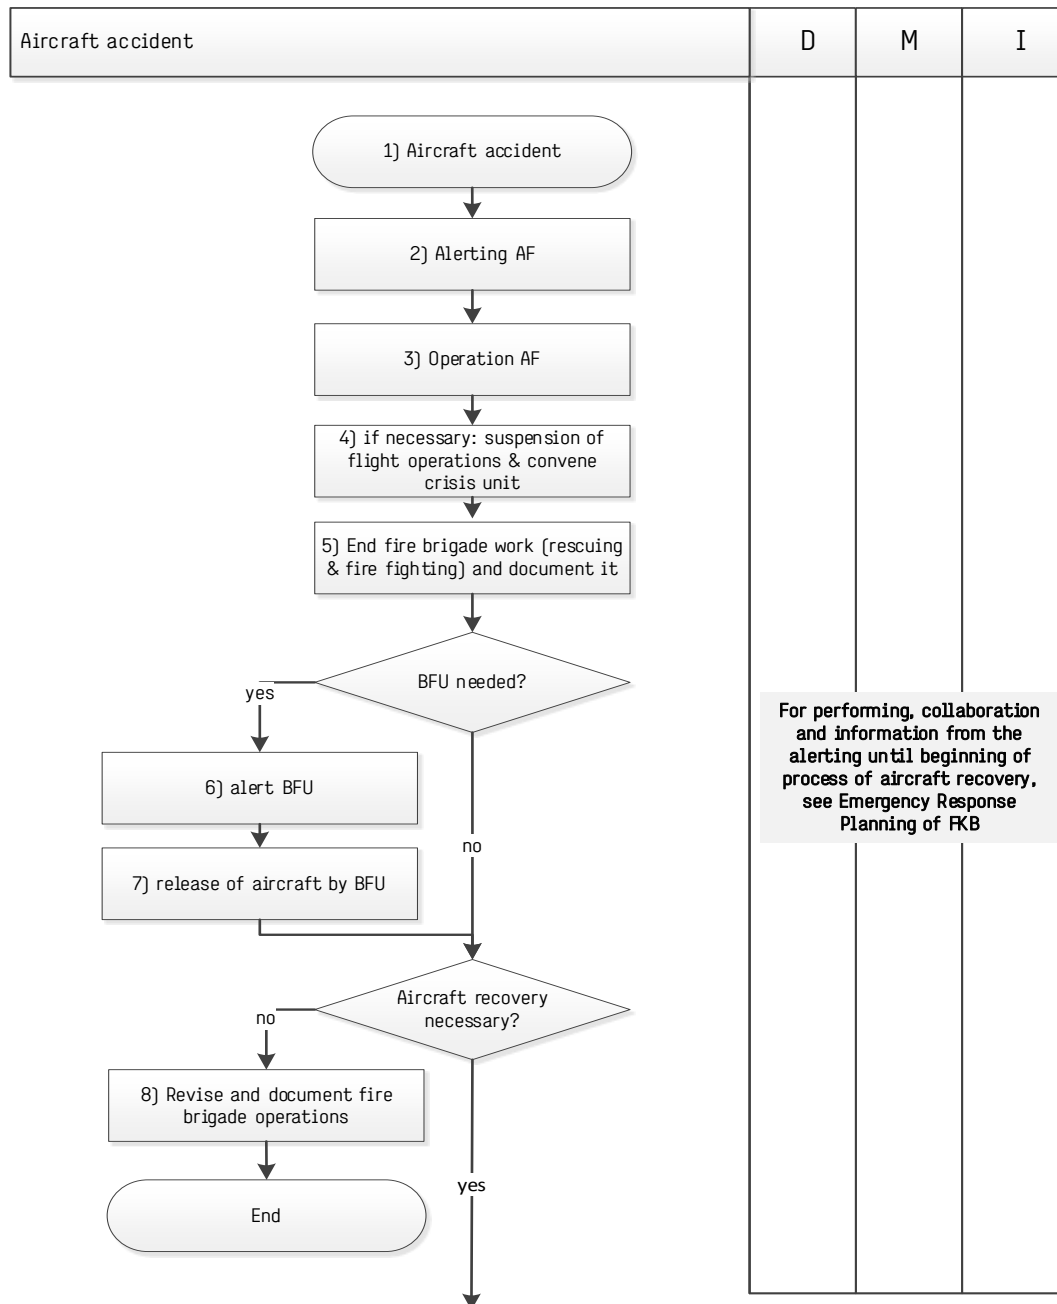 Aircraft accident
D
M
I
1) Aircraft accident
2) Alerting AF
3) Operation AF
4) if necessary: suspension of
flight operations & convene
crisis unit
5) End fire brigade work (rescuing
& fire fighting) and document it
BFU needed?
yes
6) alert BFU
no
7) release of aircraft by BFU
For performing, collaboration
and information from the
alerting until beginning of
process of aircraft recovery,
see Emergency Response
Planning of FKB
Aircraft recovery
necessary?
no
8) Revise and document fire
brigade operations
yes
End